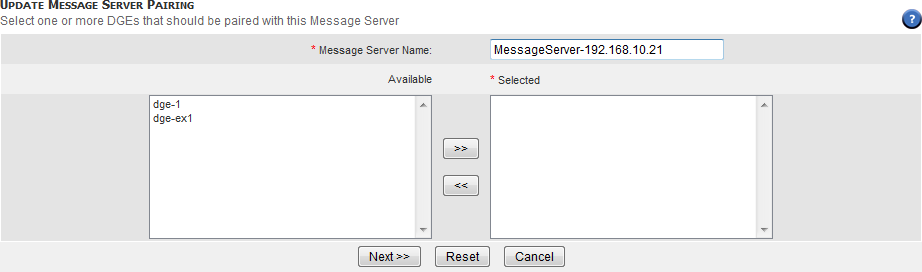 UPDATE MESSAGE SERVER PAIRING
Select one or more DGEs that should be paired with this Message Server
?
* Message Server Name: MessageServer-192.168.10.21
Available * Selected
dge-1
dge-ex1
>>
<<
Next >> Reset Cancel